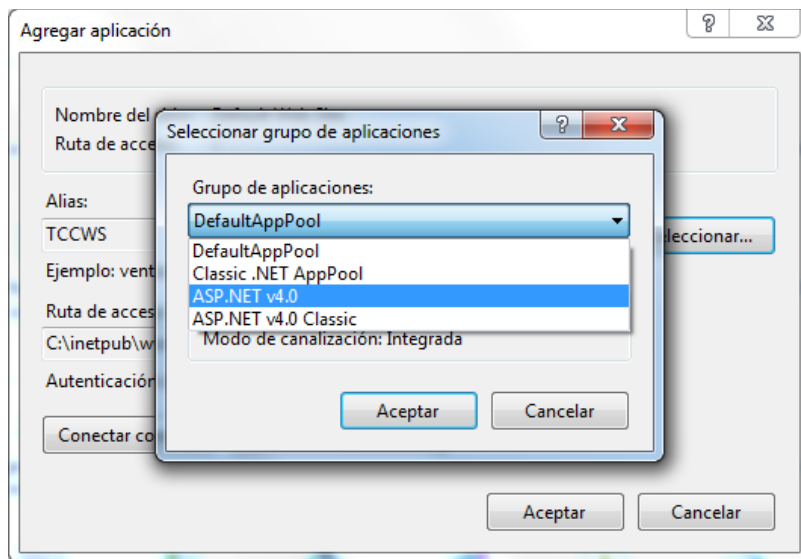 Agregar aplicación
Nombre del
Ruta de acce
Seleccionar grupo de aplicaciones
Grupo de aplicaciones:
DefaultAppPool
DefaultAppPool
Classic .NET AppPool
ASP.NET v4.0
ASP.NET v4.0 Classic
Modo de canalización: Integrada
Aceptar
Cancelar
Alias:
TCCWS
leccionar...
Ejemplo: vent
Ruta de acces
C:\inetpub\w
Autenticación
Conectar co
Aceptar
Cancelar